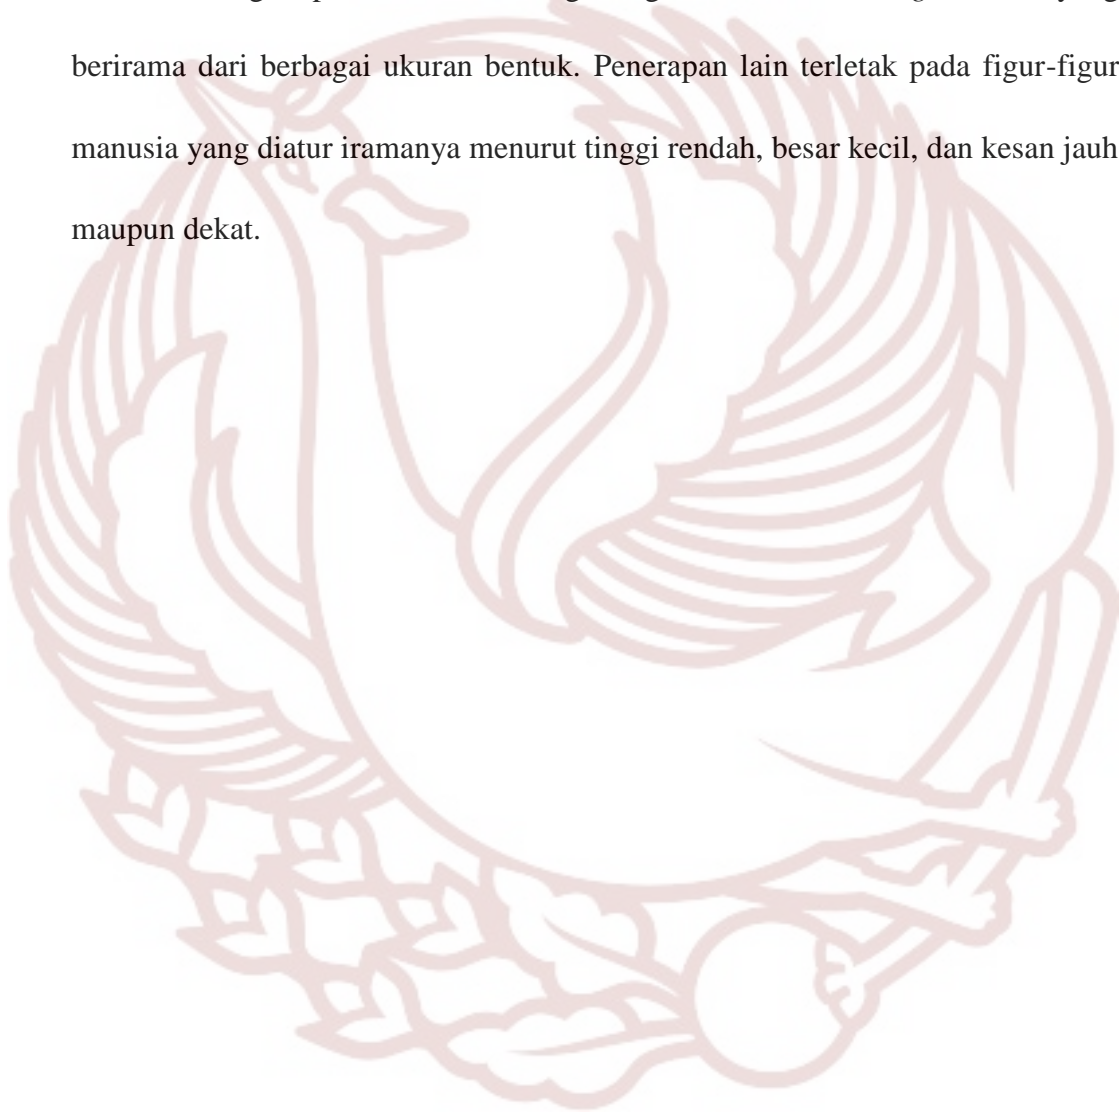 berirama dari berbagai ukuran bentuk. Penerapan lain terletak pada figur-figur
manusia yang diatur iramanya menurut tinggi rendah, besar kecil, dan kesan jauh
maupun dekat.